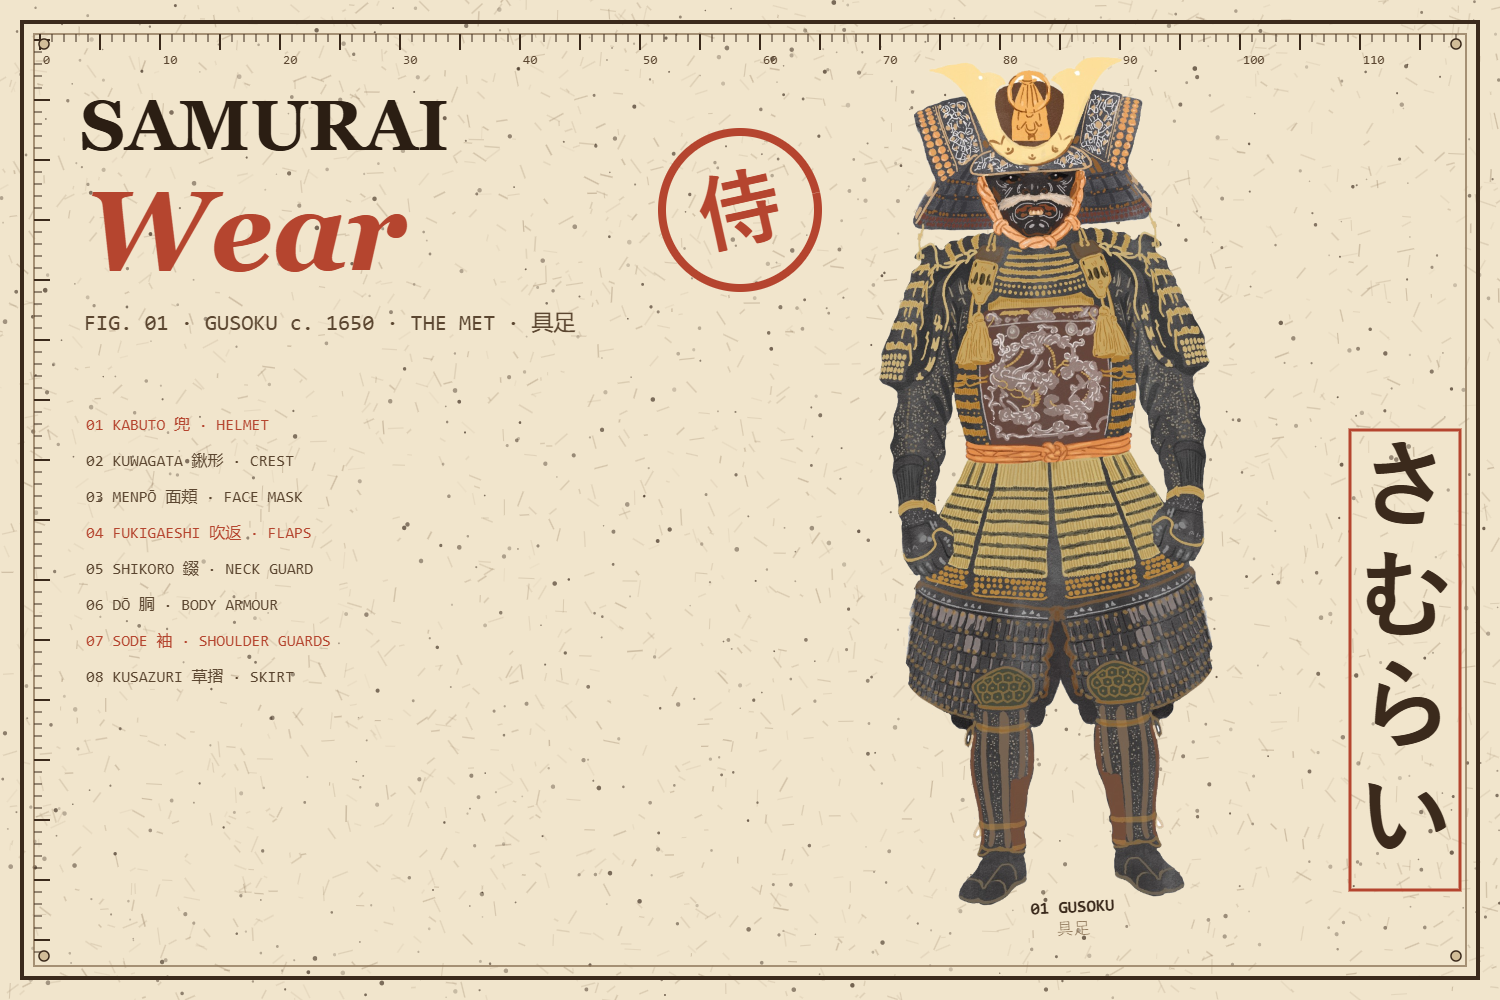 0 10 20 30 40 50 60 70 80 90 100 110
SAMURAI
Wear
侍
FIG. 01 · GUSOKU c. 1650 · THE MET · 具足
01 KABUTO 兜 · HELMET
02 KUWAGATA 鍬形 · CREST
03 MENPŌ 面頬 · FACE MASK
04 FUKIGAESHI 吹返 · FLAPS
05 SHIKORO 錣 · NECK GUARD
06 DŌ 胴 · BODY ARMOUR
07 SODE 袖 · SHOULDER GUARDS
08 KUSAZURI 草摺 · SKIRT
さむらい
01 GUSOKU
具足